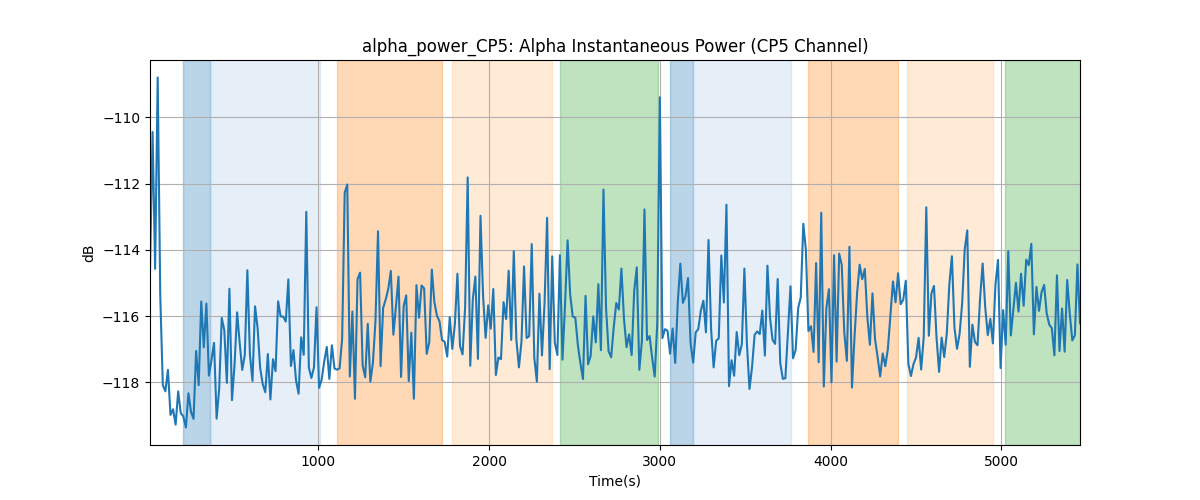 alpha_power_CP5: Alpha Instantaneous Power (CP5 Channel)
dB
−110
−112
−114
−116
−118
1000 2000 3000 4000 5000
Time(s)